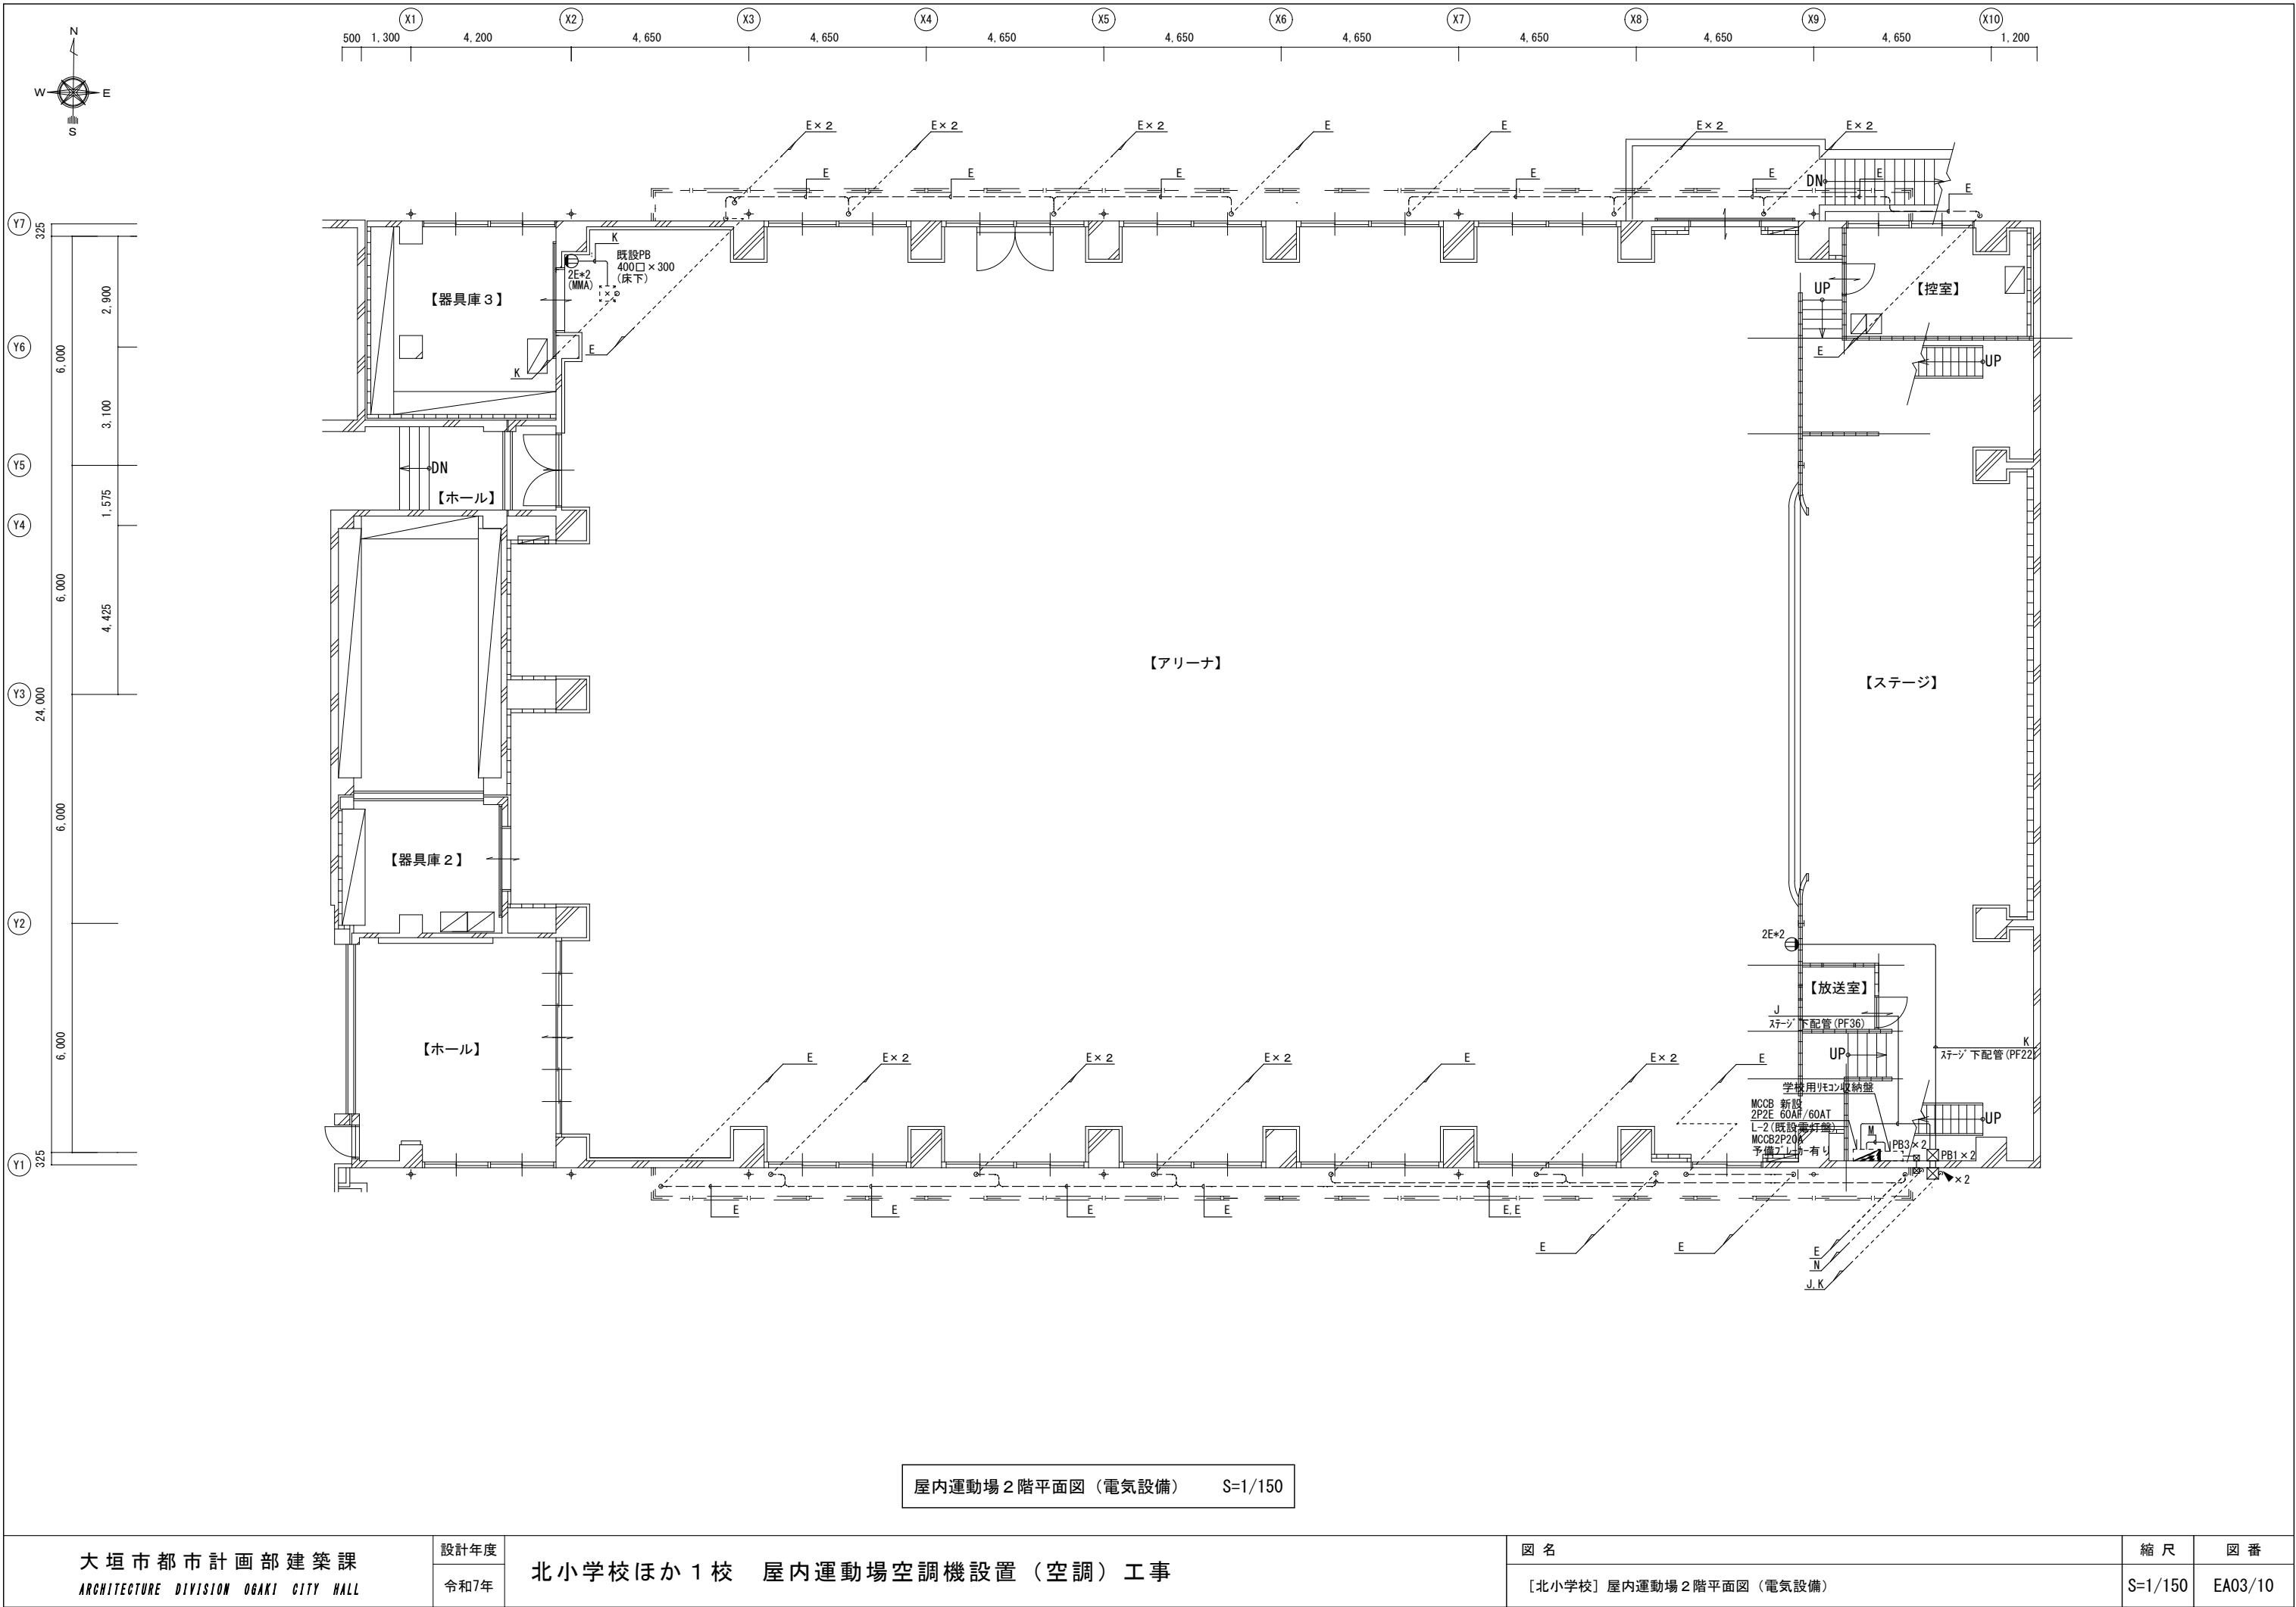 X1 X2 X3 X4 X5 X6 X7 X8 X9 X10
500 1,300 4,200 4,650 4,650 4,650 4,650 4,650 4,650 4,650 4,650 1,200
N
W E
S
E×2 E×2 E×2 E E E×2 E×2
E E E E E E E
DN
Y7
325
K
既設PB
400□×300
(床下)
2E*2
(MMA)
【器具庫3】
2,900
UP
【控室】
Y6
6,000
E
E
UP
K
3,100
Y5
DN
【ホール】
1,575
Y4
6,000
4,425
【アリーナ】
【ステージ】
Y3
24,000
6,000
【器具庫2】
Y2
2E*2
【放送室】
J
ステージ下配管(PF36)
K
ステージ下配管(PF22)
6,000
【ホール】
UP
E E×2 E×2 E×2 E E×2 E
学校用リモコン収納盤
MCCB 新設
2P2E 60AF/60AT
L-2(既設電灯盤)
MCCB2P20A
予備ブレーカー有り
M
UP
PB3×2
PB1×2
×2
Y1
325
E E E E E,E
E E E
N
J,K
屋内運動場2階平面図(電気設備) S=1/150
大垣市都市計画部建築課
ARCHITECTURE DIVISION OGAKI CITY HALL
設計年度
令和7年
北小学校ほか1校 屋内運動場空調機設置(空調)工事
図名
[北小学校]屋内運動場2階平面図(電気設備)
縮尺
S=1/150
図番
EA03/10